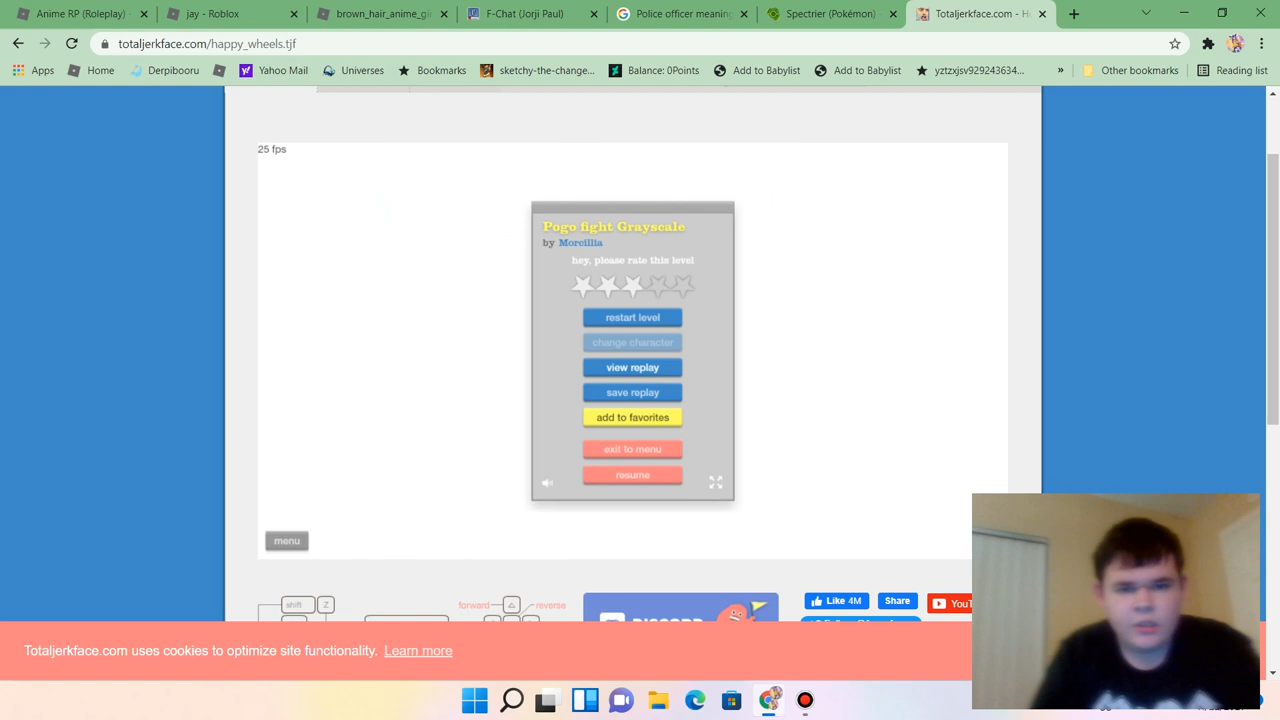 Anime RP (Roleplay) -
jay - Roblox
brown_hair_anime_gi
F-Chat (Jorji Paul)
Police officer meaning
Spectrier (Pokémon)
Totaljerkface.com - H
totaljerkface.com/happy_wheels.tjf
Apps
Home
Derpibooru
Yahoo Mail
Universes
Bookmarks
sketchy-the-change...
Balance: 0Points
Add to Babylist
Add to Babylist
yztzxjsv929243634...
»
Other bookmarks
Reading list
25 fps
Pogo fight Grayscale
by Morcillia
hey, please rate this level
restart level
change character
view replay
save replay
add to favorites
exit to menu
resume
menu
shift
Z
forward
reverse
DISCORD
Like 4M
Share
YouT
Totaljerkface.com uses cookies to optimize site functionality. Learn more